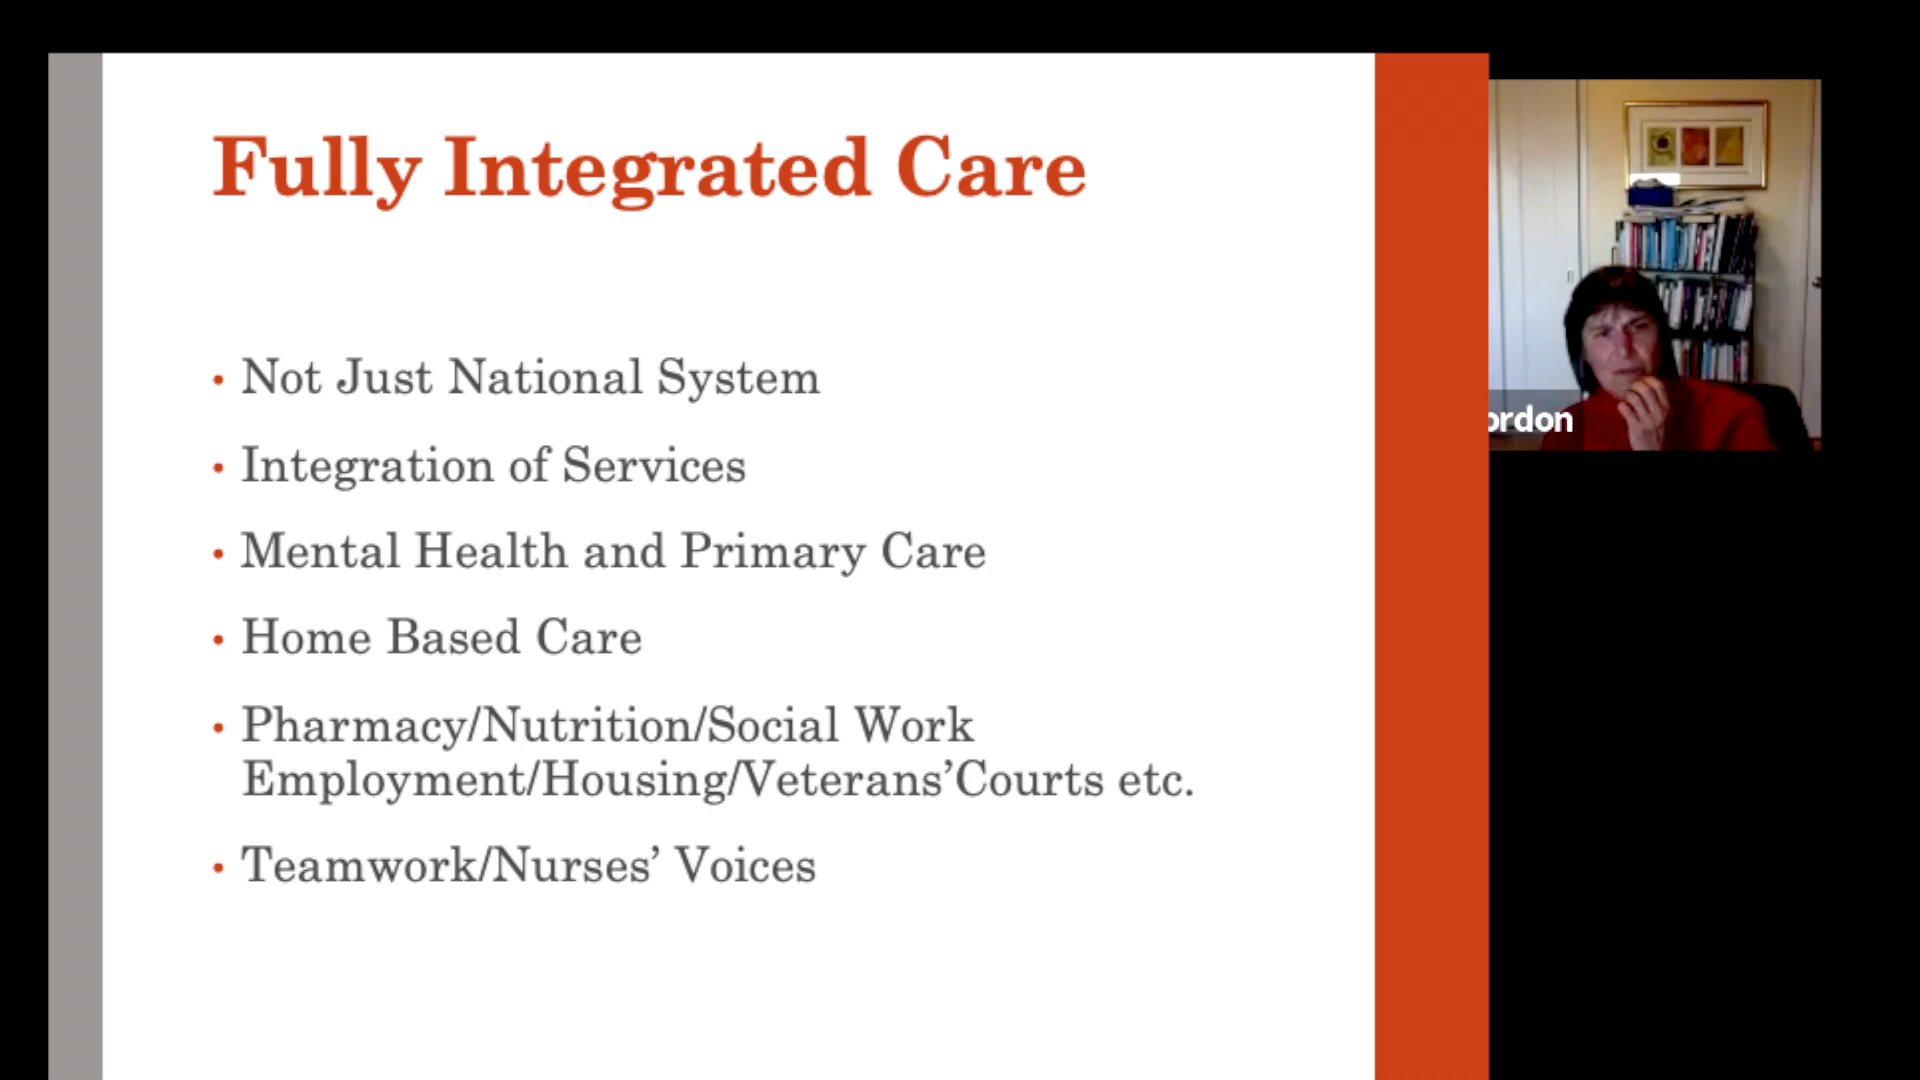 Fully Integrated Care
• Not Just National System
• Integration of Services
• Mental Health and Primary Care
• Home Based Care
• Pharmacy/Nutrition/Social Work
Employment/Housing/Veterans’Courts etc.
• Teamwork/Nurses’ Voices
ordon